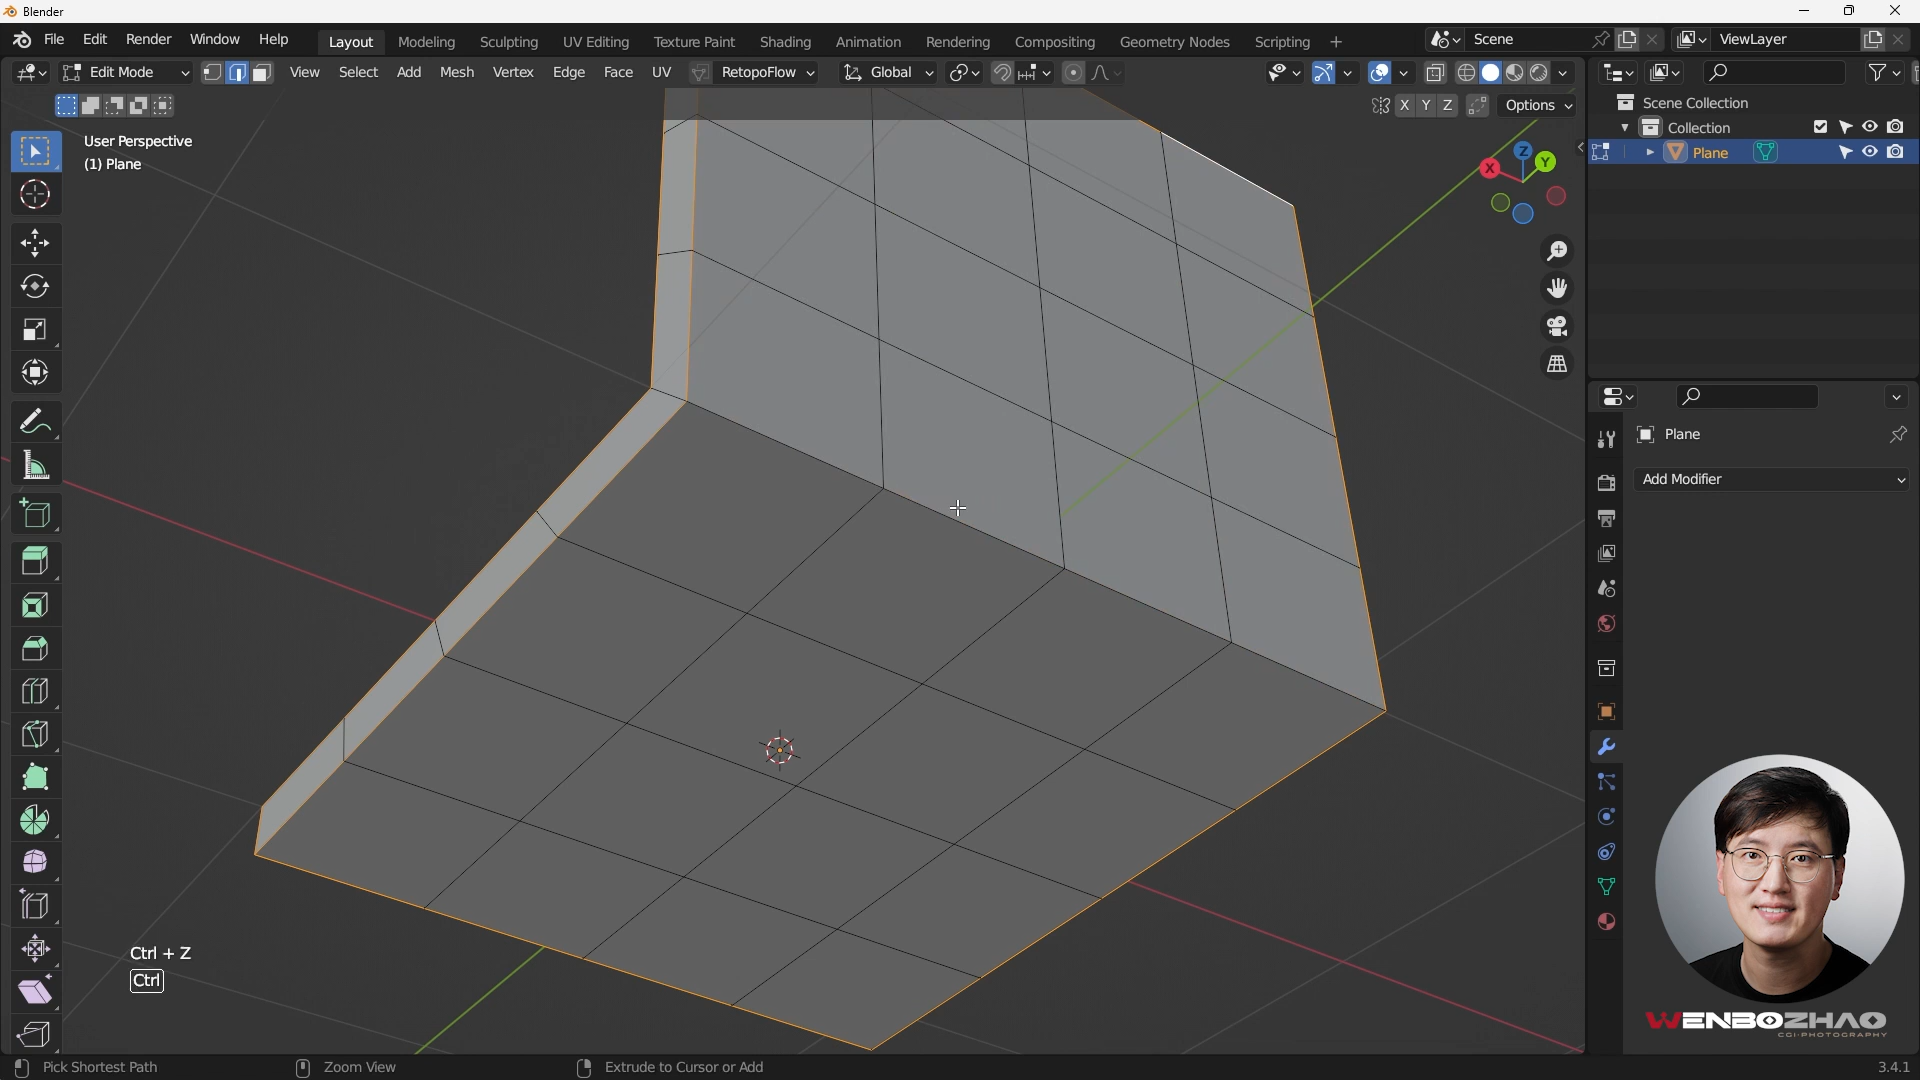 Blender
File Edit Render Window Help Layout Modeling Sculpting UV Editing Texture Paint Shading Animation Rendering Compositing Geometry Nodes Scripting + Scene ViewLayer
Edit Mode View Select Add Mesh Vertex Edge Face UV RetopoFlow Global
X Y Z Options
Scene Collection
Collection
Plane
User Perspective
(1) Plane
Z
Y
X
Plane
Add Modifier
Ctrl + Z
Ctrl
WENBOZHAO
CGI-PHOTOGRAPHY
Pick Shortest Path Zoom View Extrude to Cursor or Add 3.4.1